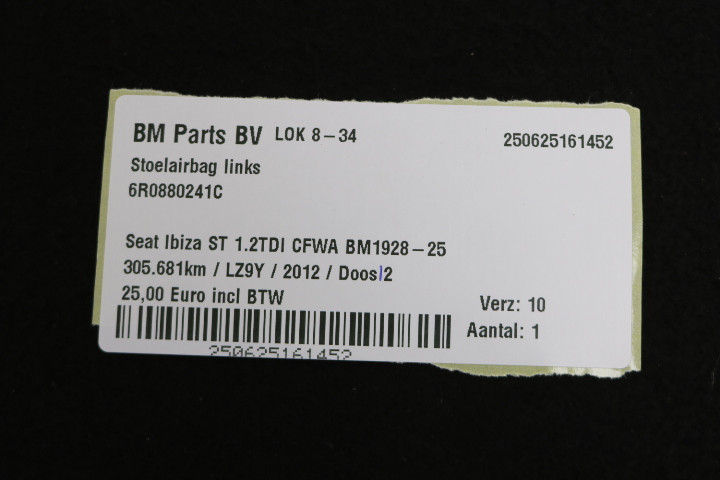 BM Parts BV LOK 8-34 250625161452
Stoelairbag links
6R0880241C
Seat Ibiza ST 1.2TDI CFWA BM1928-25
305.681km / LZ9Y / 2012 / Doos/2
25,00 Euro incl BTW
Verz: 10
Aantal: 1
250625161452